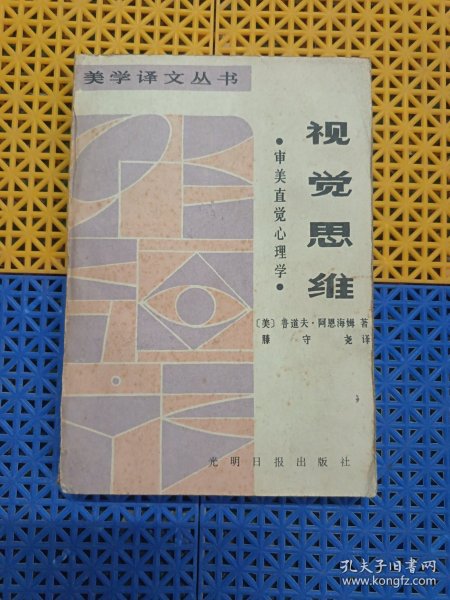 美学译文丛书
视觉思维
·审美直觉心理学·
〔美〕鲁道夫·阿恩海姆 著
滕守尧 译
光明日报出版社
孔夫子旧书网
www.kongfz.com